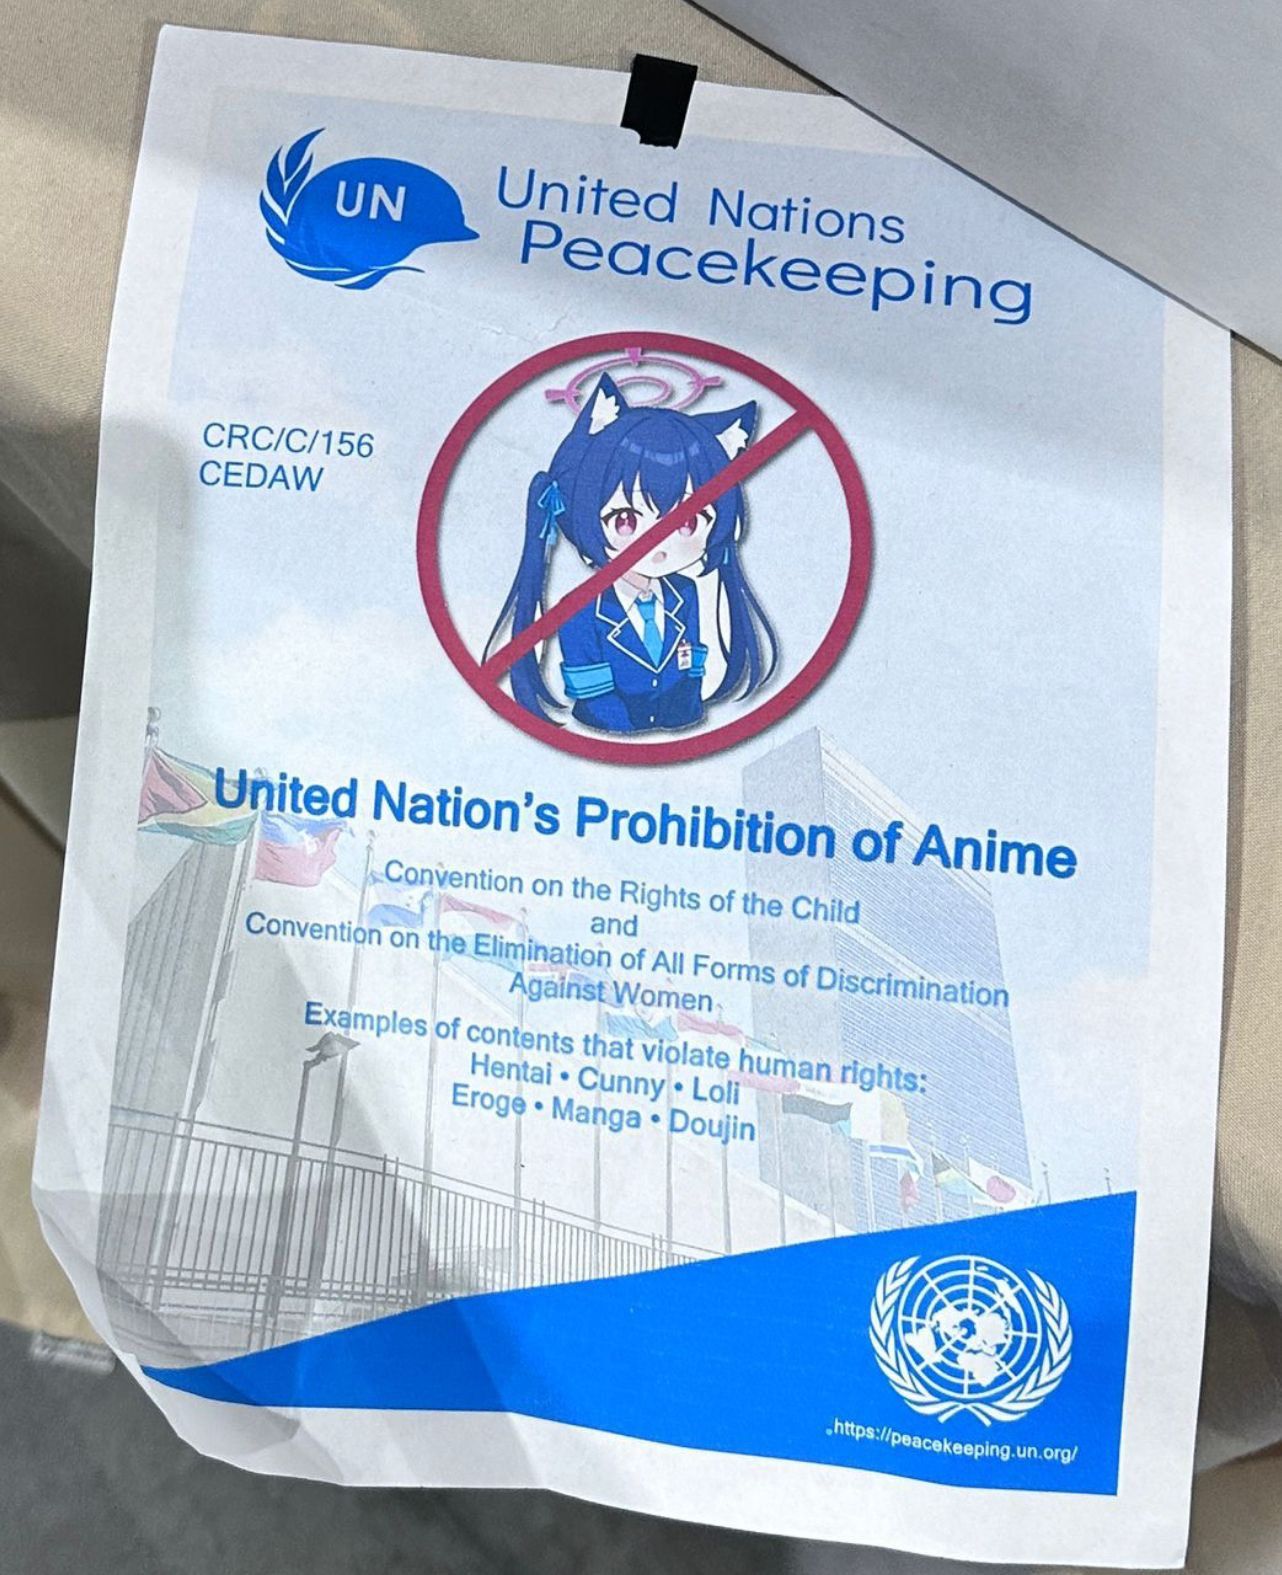 UN
United Nations
Peacekeeping
CRC/C/156
CEDAW
United Nation's Prohibition of Anime
Convention on the Rights of the Child
and
Convention on the Elimination of All Forms of Discrimination
Against Women
Examples of contents that violate human rights:
Hentai • Cunny • Loli
Eroge • Manga • Doujin
https://peacekeeping.un.org/